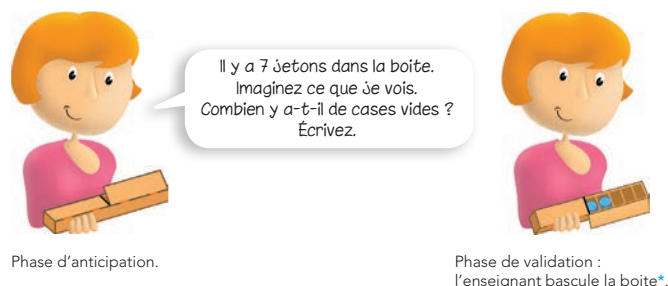 Il y a 7 jetons dans la boite.
Imaginez ce que je vois.
Combien y a-t-il de cases vides ?
Écrivez.
Phase d'anticipation.
Phase de validation :
l'enseignant bascule la boite*.